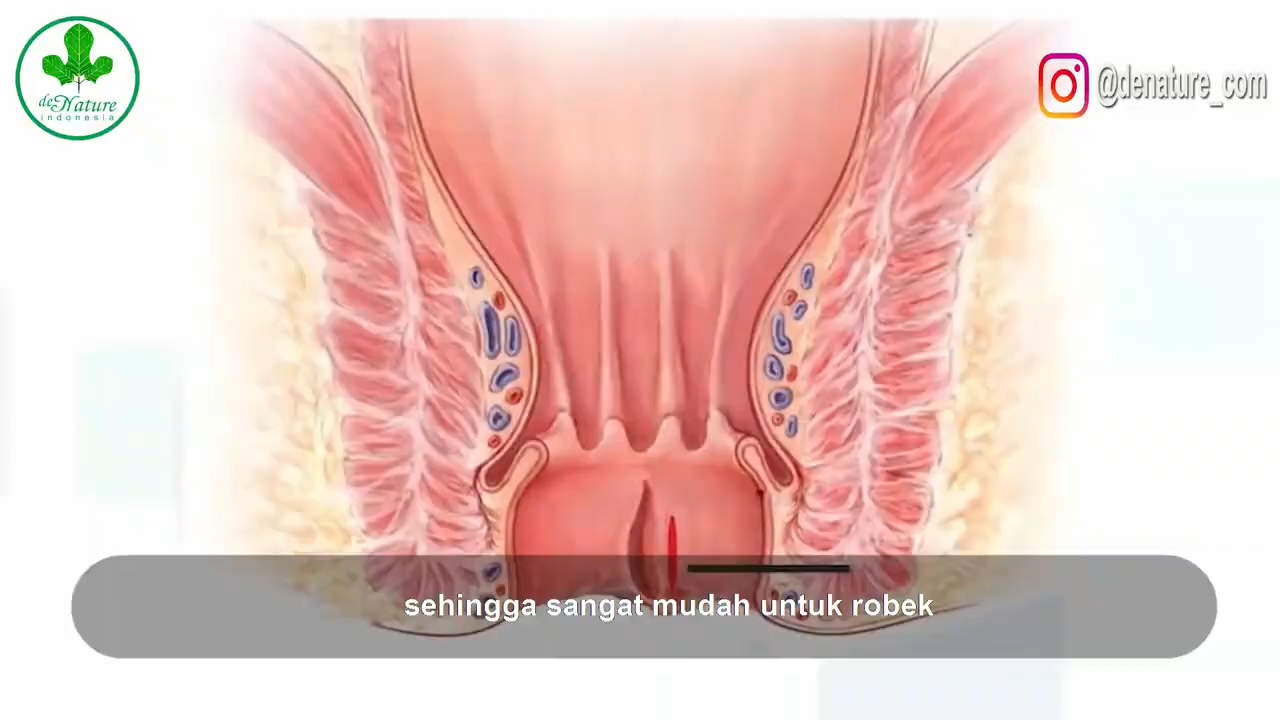 deNature
indonesia
@denature_com
sehingga sangat mudah untuk robek